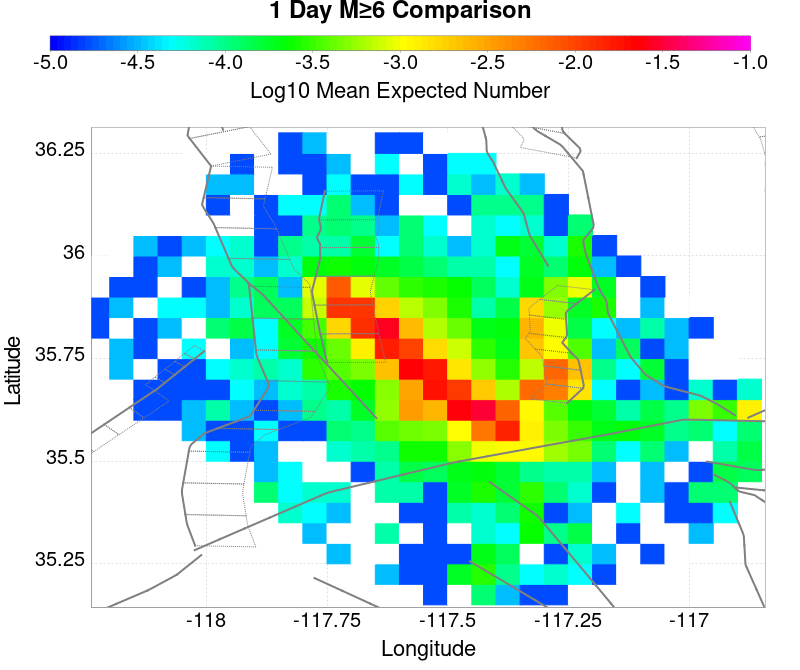 1 Day M≥6 Comparison
-5.0 -4.5 -4.0 -3.5 -3.0 -2.5 -2.0 -1.5 -1.0
Log10 Mean Expected Number
36.25
36
35.75
35.5
35.25
Latitude
-118 -117.75 -117.5 -117.25 -117
Longitude